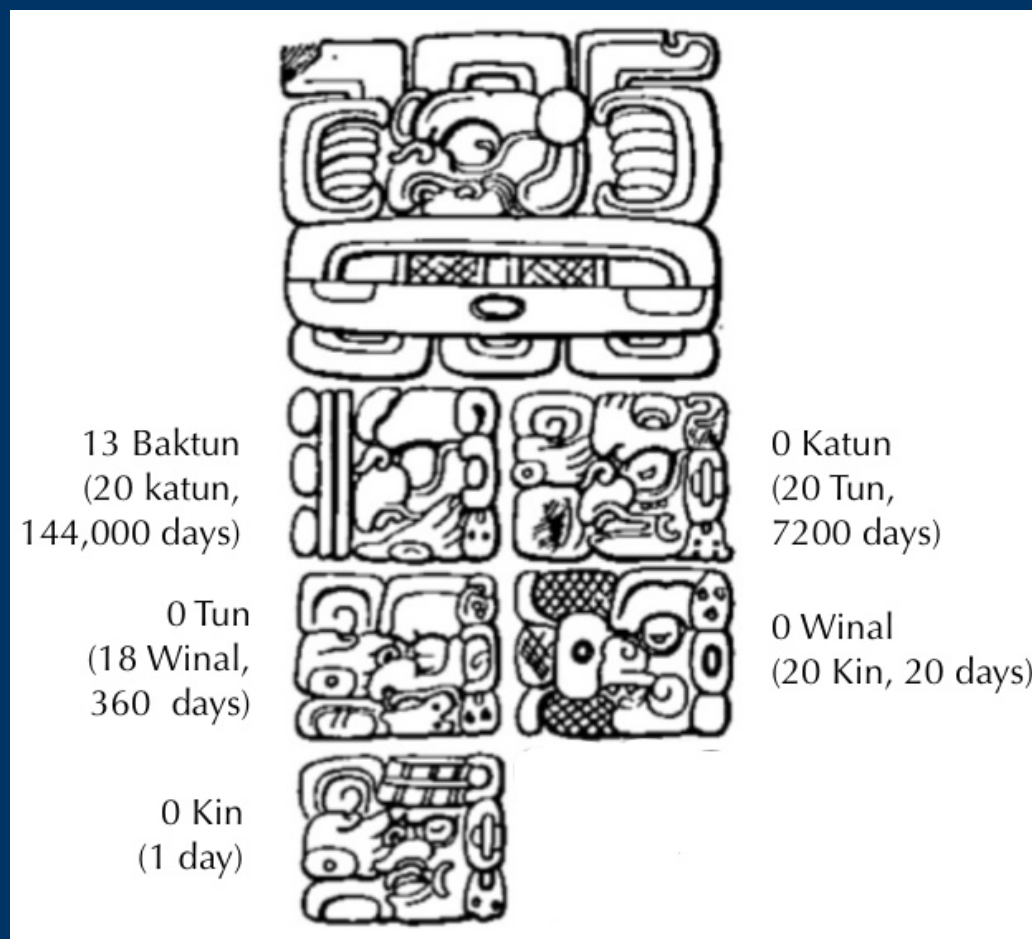 13 Baktun
(20 katun,
144,000 days)
0 Katun
(20 Tun,
7200 days)
0 Tun
(18 Winal,
360 days)
0 Winal
(20 Kin, 20 days)
0 Kin
(1 day)